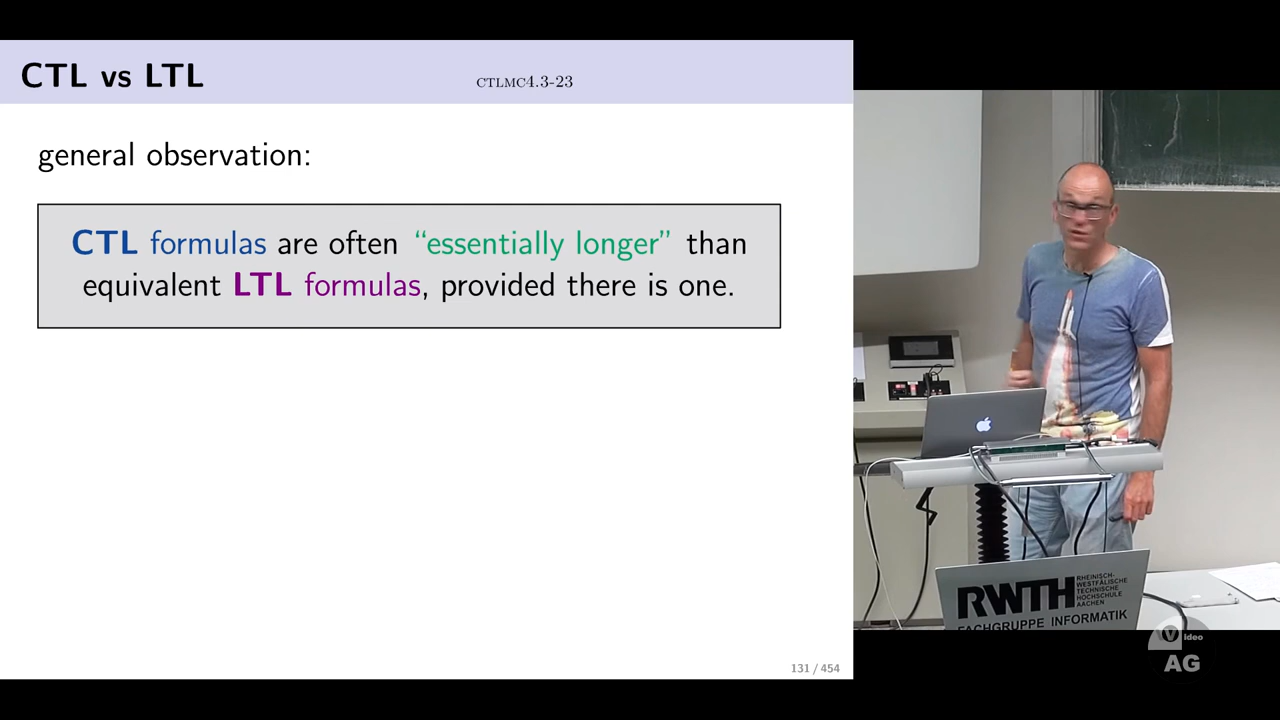 CTL vs LTL
CTLMC4.3-23
general observation:
CTL formulas are often “essentially longer” than
equivalent LTL formulas, provided there is one.
131 / 454
RWTH
RHEINISCH-
WESTFÄLISCHE
TECHNISCHE
HOCHSCHULE
AACHEN
FACHGRUPPE INFORMATIK
Video
AG